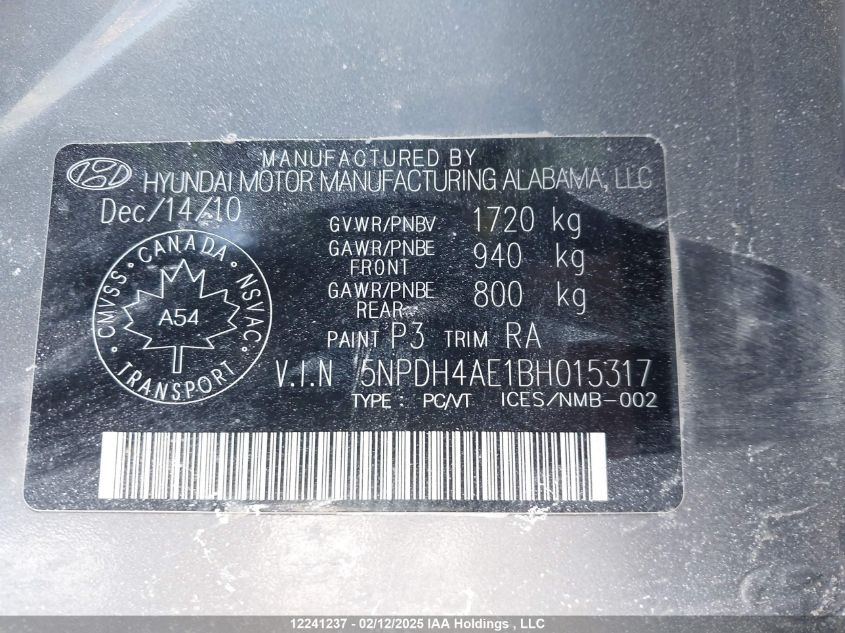 MANUFACTURED BY
HYUNDAI MOTOR MANUFACTURING ALABAMA, LLC
Dec/14/10
GVWR/PNBV 1720 kg
GAWR/PNBE FRONT 940 kg
GAWR/PNBE REAR 800 kg
PAINT P3 TRIM RA
V.I.N 5NPDH4AE1BH015317
TYPE : PC/VT ICES/NMB-002
CMVSS · CANADA · NSVAC
A54
TRANSPORT
12241237 - 02/12/2025 IAA Holdings , LLC